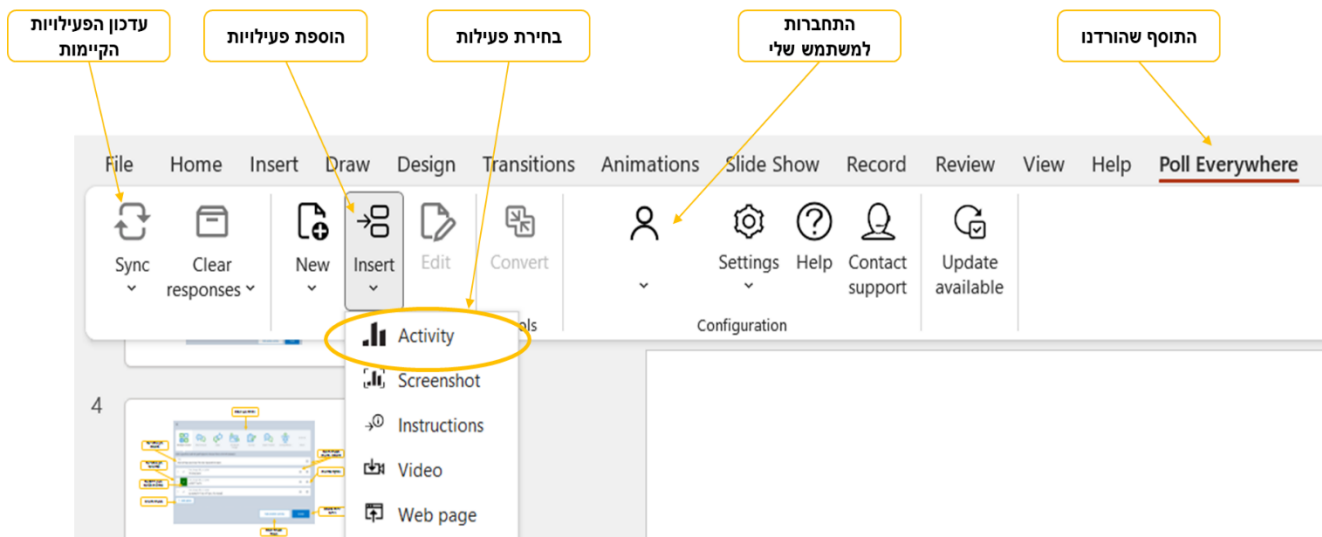 עדכון הפעילויות
הקיימות
הוספת פעילויות
בחירת פעילות
התחברות
למשתמש שלי
התוסף שהורדנו
File Home Insert Draw Design Transitions Animations Slide Show Record Review View Help Poll Everywhere
Sync
Clear
responses
New
Insert
Edit
Convert
Settings
Help
Contact
support
Update
available
ols
Configuration
Activity
Screenshot
Instructions
Video
Web page
4